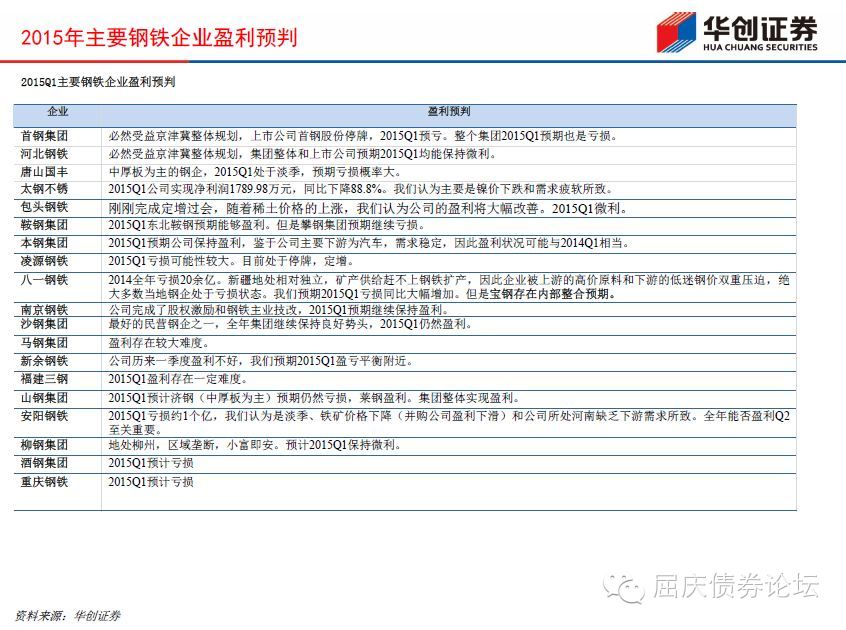 2015年主要钢铁企业盈利预判
华创证券
HUA CHUANG SECURITIES
2015Q1主要钢铁企业盈利预判
企业 盈利预判
首钢集团 必然受益京津冀整体规划，上市公司首钢股份停牌，2015Q1预亏。整个集团2015Q1预期也是亏损。
河北钢铁 必然受益京津冀整体规划，集团整体和上市公司预期2015Q1均能保持微利。
唐山国丰 中厚板为主的钢企，2015Q1处于淡季，预期亏损概率大。
太钢不锈 2015Q1公司实现净利润1789.98万元，同比下降88.8%。我们认为主要是镍价下跌和需求疲软所致。
包头钢铁 刚刚完成定增过会，随着稀土价格的上涨，我们认为公司的盈利将大幅改善。2015Q1微利。
鞍钢集团 2015Q1东北鞍钢预期能够盈利。但是攀钢集团预期继续亏损。
本钢集团 2015Q1预期公司保持盈利，鉴于公司主要下游为汽车，需求稳定，因此盈利状况可能与2014Q1相当。
凌源钢铁 2015Q1亏损可能性较大。目前处于停牌，定增。
八一钢铁 2014全年亏损20余亿。新疆地处相对独立，矿产供给赶不上钢铁扩产，因此企业被上游的高价原料和下游的低迷钢价双重压迫，绝
大多数当地钢企处于亏损状态。我们预期2015Q1亏损同比大幅增加。但是宝钢存在内部整合预期。
南京钢铁 公司完成了股权激励和钢铁主业技改，2015Q1预期继续保持盈利。
沙钢集团 最好的民营钢企之一，全年集团继续保持良好势头，2015Q1仍然盈利。
马钢集团 盈利存在较大难度。
新余钢铁 公司历来一季度盈利不好，我们预期2015Q1盈亏平衡附近。
福建三钢 2015Q1盈利存在一定难度。
山钢集团 2015Q1预计济钢（中厚板为主）预期仍然亏损，莱钢盈利。集团整体实现盈利。
安阳钢铁 2015Q1亏损约1个亿，我们认为是淡季、铁矿价格下降（并购公司盈利下滑）和公司所处河南缺乏下游需求所致。全年能否盈利Q2
至关重要。
柳钢集团 地处柳州，区域垄断，小富即安。预计2015Q1保持微利。
酒钢集团 2015Q1预计亏损
重庆钢铁 2015Q1预计亏损
屈庆债券论坛
资料来源：华创证券